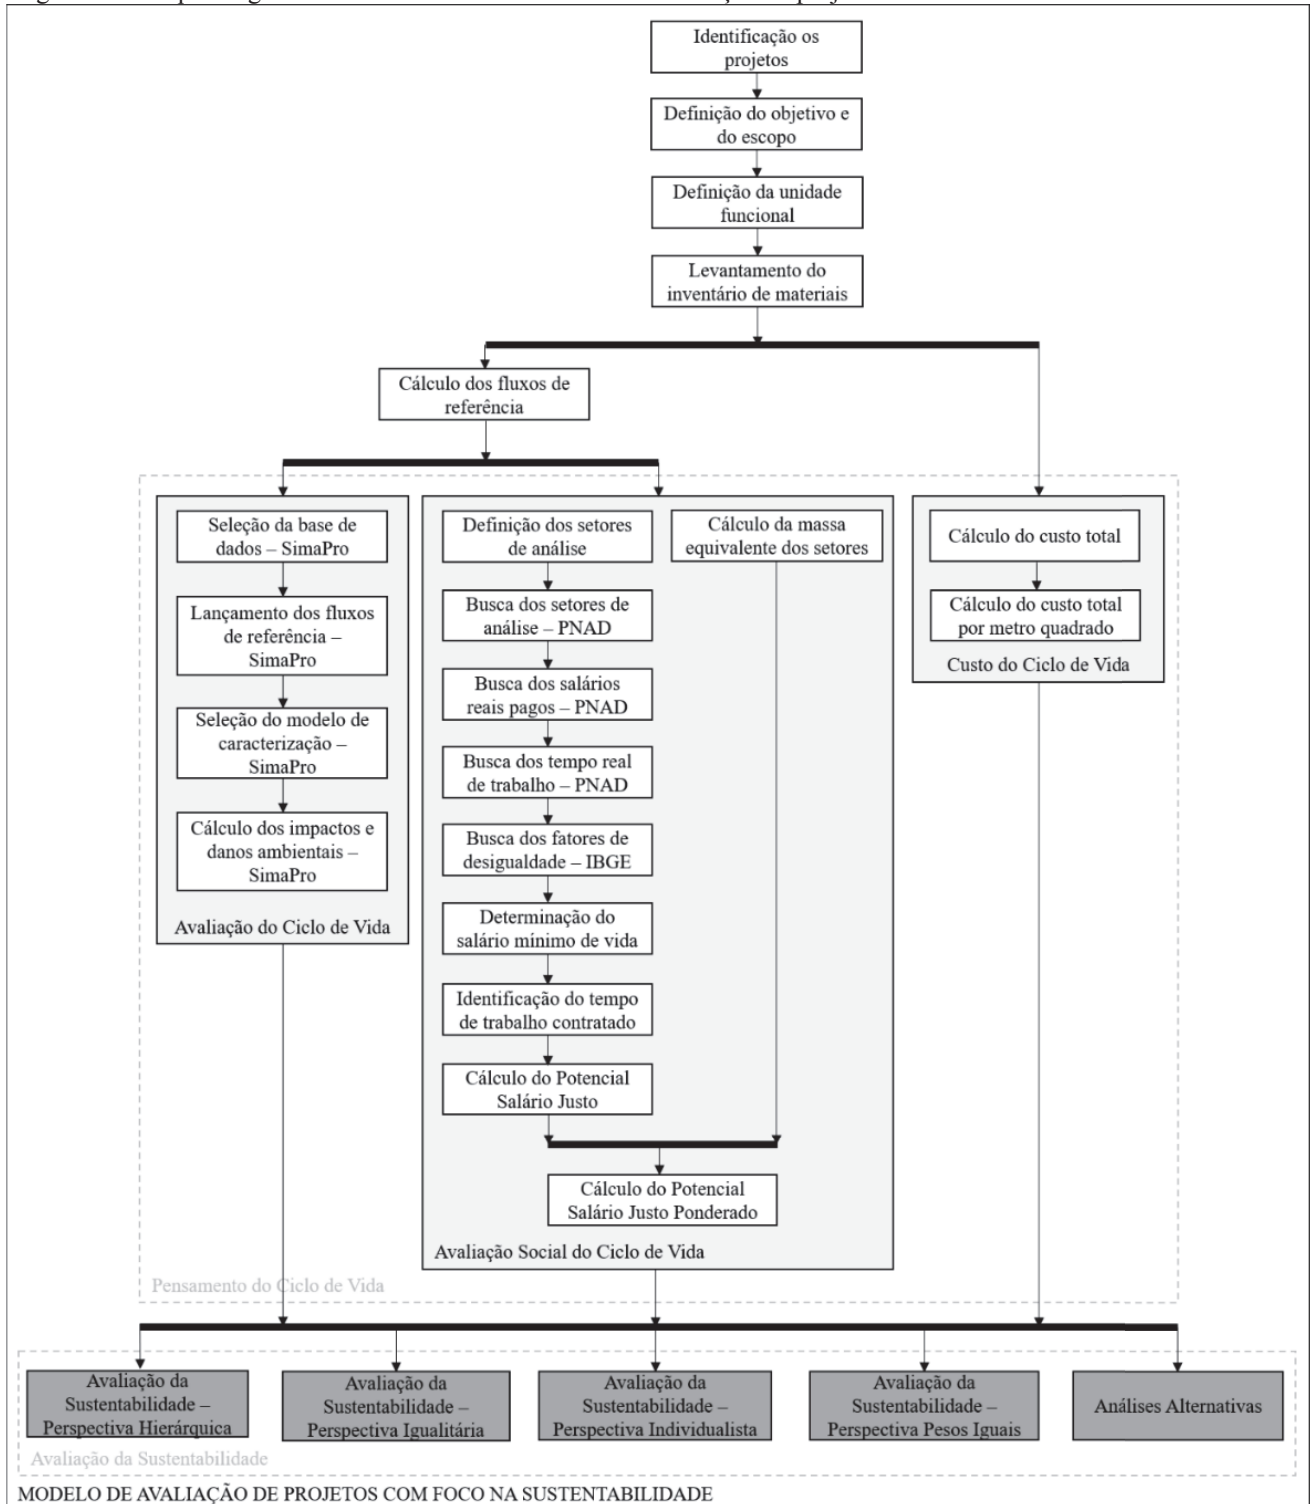 Identificação os
projetos
Definição do objetivo e
do escopo
Definição da unidade
funcional
Levantamento do
inventário de materiais
Cálculo dos fluxos de
referência
Seleção da base de
dados – SimaPro
Lançamento dos fluxos
de referência –
SimaPro
Seleção do modelo de
caracterização –
SimaPro
Cálculo dos impactos e
danos ambientais –
SimaPro
Avaliação do Ciclo de Vida
Definição dos setores
de análise
Busca dos setores de
análise – PNAD
Busca dos salários
reais pagos – PNAD
Busca dos tempo real
de trabalho – PNAD
Busca dos fatores de
desigualdade – IBGE
Determinação do
salário mínimo de vida
Identificação do tempo
de trabalho contratado
Cálculo do Potencial
Salário Justo
Cálculo da massa
equivalente dos setores
Cálculo do Potencial
Salário Justo Ponderado
Avaliação Social do Ciclo de Vida
Cálculo do custo total
Cálculo do custo total
por metro quadrado
Custo do Ciclo de Vida
Pensamento do Ciclo de Vida
Avaliação da
Sustentabilidade –
Perspectiva Hierárquica
Avaliação da
Sustentabilidade –
Perspectiva Igualitária
Avaliação da
Sustentabilidade –
Perspectiva Individualista
Avaliação da
Sustentabilidade –
Perspectiva Pesos Iguais
Análises Alternativas
Avaliação da Sustentabilidade
MODELO DE AVALIAÇÃO DE PROJETOS COM FOCO NA SUSTENTABILIDADE